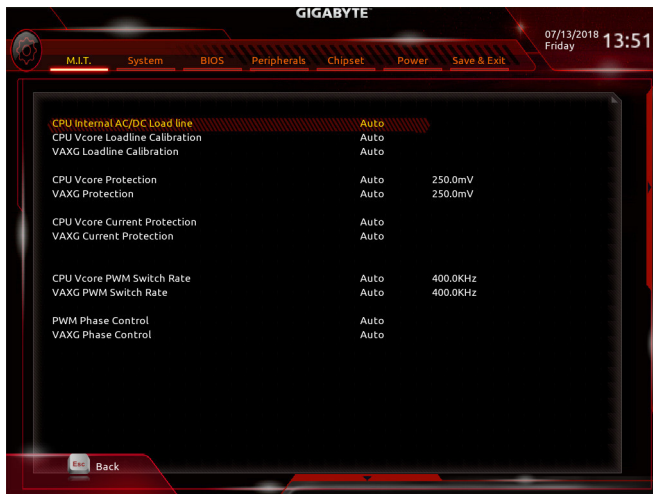 GIGABYTE
07/13/2018 13:51
Friday
M.I.T. System BIOS Peripherals Chipset Power Save & Exit
CPU Internal AC/DC Load line Auto
CPU Vcore Loadline Calibration Auto
VAXG Loadline Calibration Auto
CPU Vcore Protection Auto 250.0mV
VAXG Protection Auto 250.0mV
CPU Vcore Current Protection Auto
VAXG Current Protection Auto
CPU Vcore PWM Switch Rate Auto 400.0KHz
VAXG PWM Switch Rate Auto 400.0KHz
PWM Phase Control Auto
VAXG Phase Control Auto
Esc Back